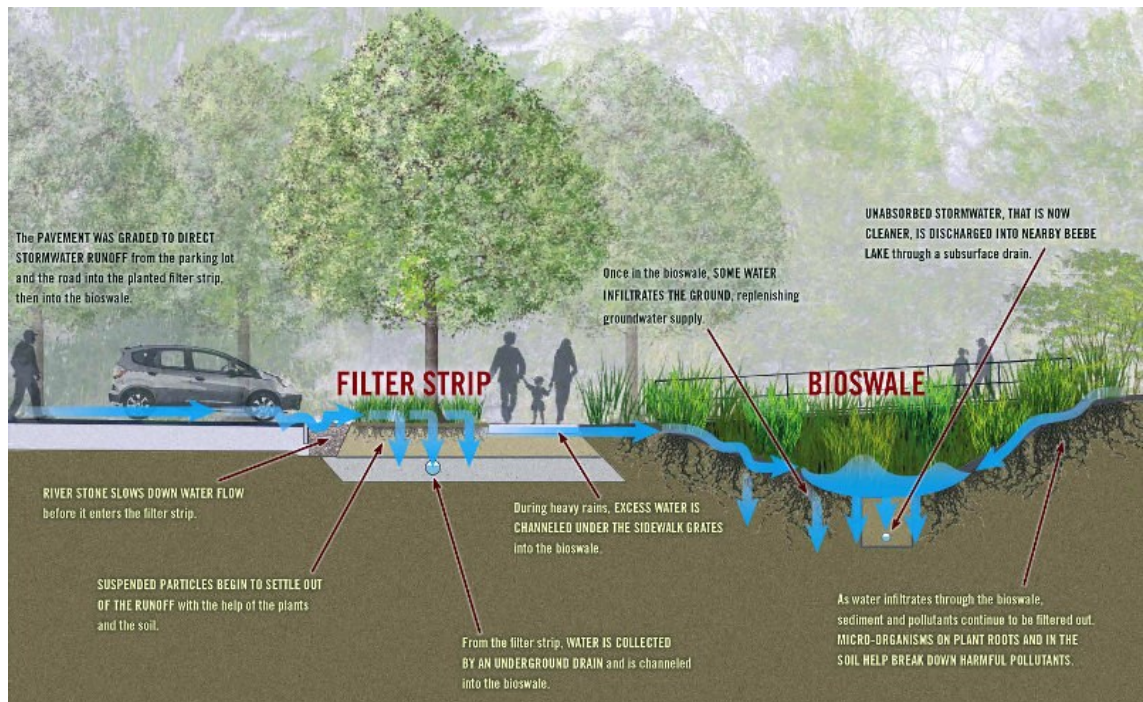 The PAVEMENT WAS GRADED TO DIRECT
STORMWATER RUNOFF from the parking lot
and the road into the planted filter strip,
then into the bioswale.
UNABSORBED STORMWATER, THAT IS NOW
CLEANER, IS DISCHARGED INTO NEARBY BEEBE
LAKE through a subsurface drain.
Once in the bioswale, SOME WATER
INFILTRATES THE GROUND, replenishing
groundwater supply.
FILTER STRIP
BIOSWALE
RIVER STONE SLOWS DOWN WATER FLOW
before it enters the filter strip.
During heavy rains, EXCESS WATER IS
CHANNELED UNDER THE SIDEWALK GRATES
into the bioswale.
SUSPENDED PARTICLES BEGIN TO SETTLE OUT
OF THE RUNOFF with the help of the plants
and the soil.
From the filter strip, WATER IS COLLECTED
BY AN UNDERGROUND DRAIN and is channeled
into the bioswale.
As water infiltrates through the bioswale,
sediment and pollutants continue to be filtered out.
MICRO-ORGANISMS ON PLANT ROOTS AND IN THE
SOIL HELP BREAK DOWN HARMFUL POLLUTANTS.